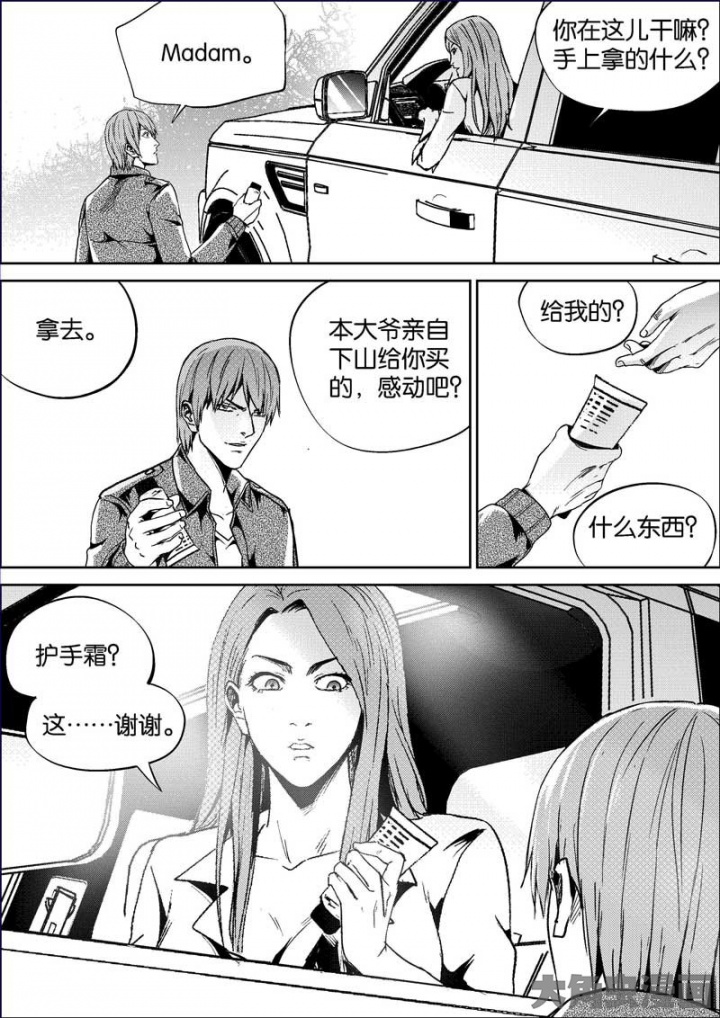 Madam。
你在这儿干嘛?
手上拿的什么?
拿去。
本大爷亲自
下山给你买
的，感动吧?
给我的?
什么东西?
护手霜?
这……谢谢。